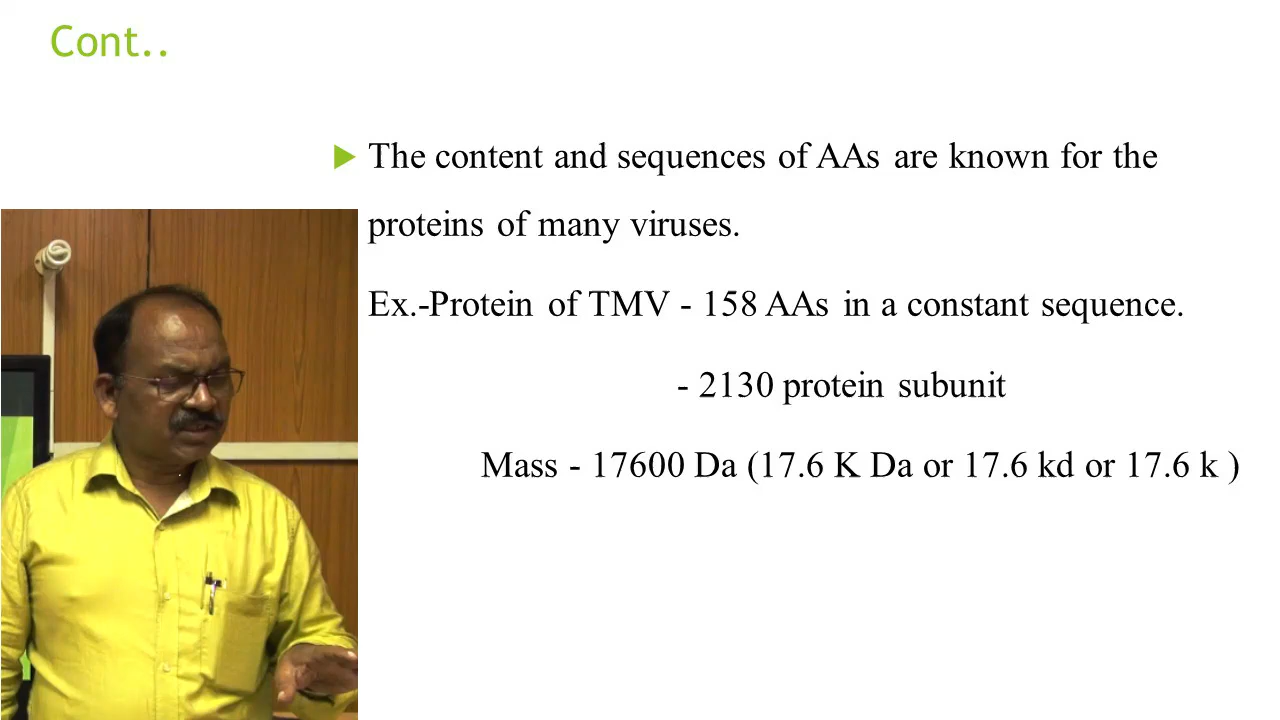 Cont..
The content and sequences of AAs are known for the
proteins of many viruses.
Ex.-Protein of TMV - 158 AAs in a constant sequence.
- 2130 protein subunit
Mass - 17600 Da (17.6 K Da or 17.6 kd or 17.6 k )